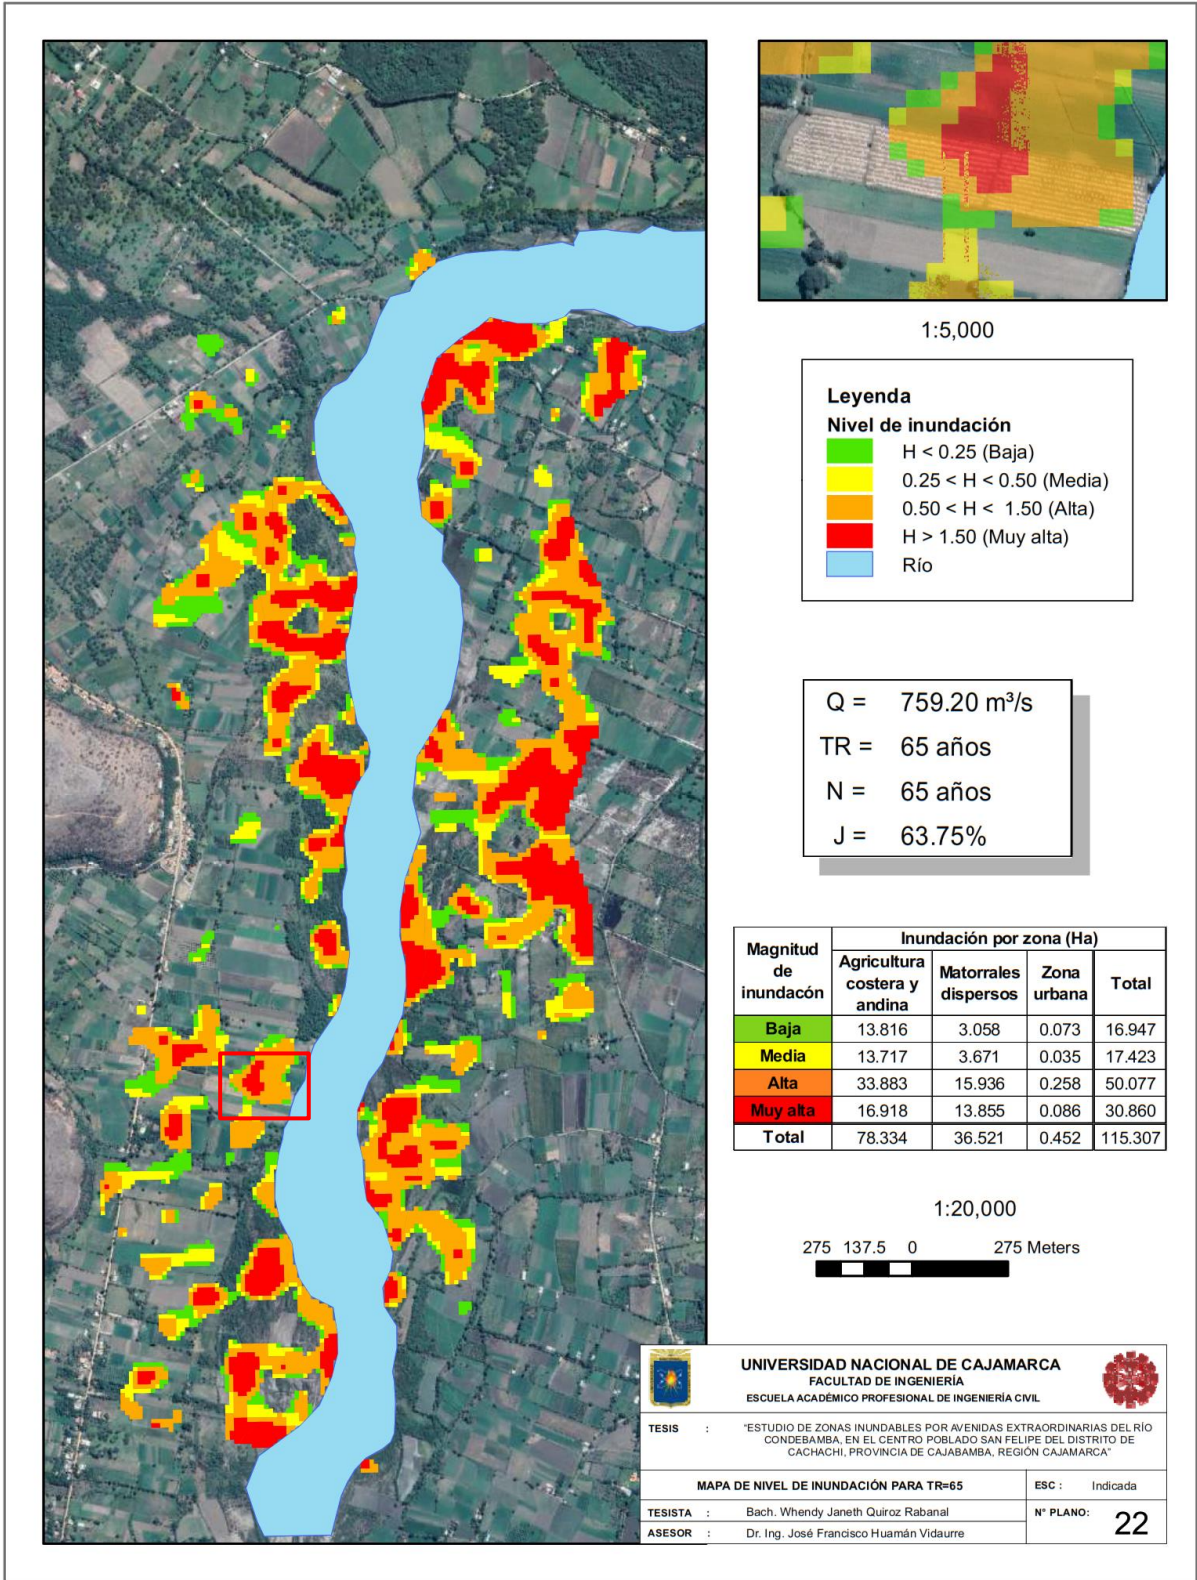 1:5,000
Leyenda
Nivel de inundación
H < 0.25 (Baja)
0.25 < H < 0.50 (Media)
0.50 < H < 1.50 (Alta)
H > 1.50 (Muy alta)
Río
Q = 759.20 m³/s
TR = 65 años
N = 65 años
J = 63.75%
Magnitud de inundacón Inundación por zona (Ha)
Agricultura costera y andina Matorrales dispersos Zona urbana Total
Baja 13.816 3.058 0.073 16.947
Media 13.717 3.671 0.035 17.423
Alta 33.883 15.936 0.258 50.077
Muy alta 16.918 13.855 0.086 30.860
Total 78.334 36.521 0.452 115.307
1:20,000
275 137.5 0 275 Meters
UNIVERSIDAD NACIONAL DE CAJAMARCA
FACULTAD DE INGENIERÍA
ESCUELA ACADÉMICO PROFESIONAL DE INGENIERÍA CIVIL
TESIS : "ESTUDIO DE ZONAS INUNDABLES POR AVENIDAS EXTRAORDINARIAS DEL RÍO
CONDEBAMBA, EN EL CENTRO POBLADO SAN FELIPE DEL DISTRITO DE
CACHACHI, PROVINCIA DE CAJABAMBA, REGIÓN CAJAMARCA"
MAPA DE NIVEL DE INUNDACIÓN PARA TR=65 ESC : Indicada
TESISTA : Bach. Whendy Janeth Quiroz Rabanal N° PLANO: 22
ASESOR : Dr. Ing. José Francisco Huamán Vidaurre